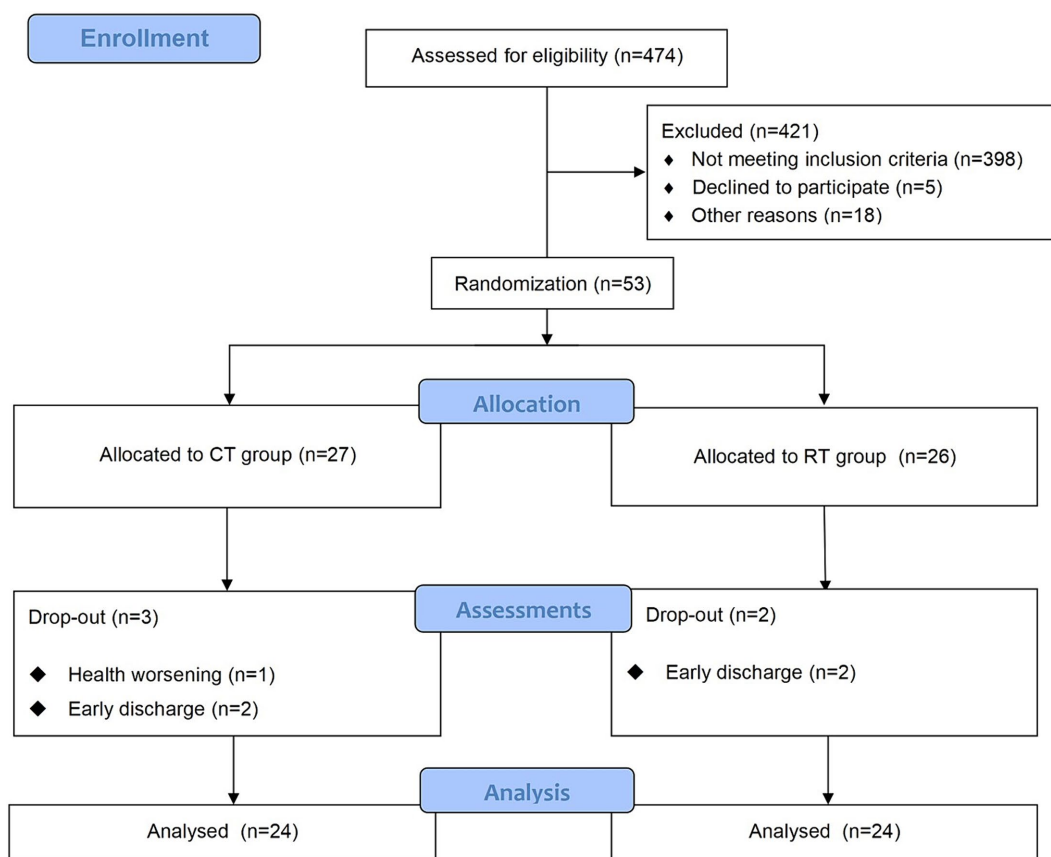 Enrollment
Assessed for eligibility (n=474)
Excluded (n=421)
♦ Not meeting inclusion criteria (n=398)
♦ Declined to participate (n=5)
♦ Other reasons (n=18)
Randomization (n=53)
Allocation
Allocated to CT group (n=27)
Allocated to RT group (n=26)
Assessments
Drop-out (n=3)
◆ Health worsening (n=1)
◆ Early discharge (n=2)
Drop-out (n=2)
◆ Early discharge (n=2)
Analysis
Analysed (n=24)
Analysed (n=24)